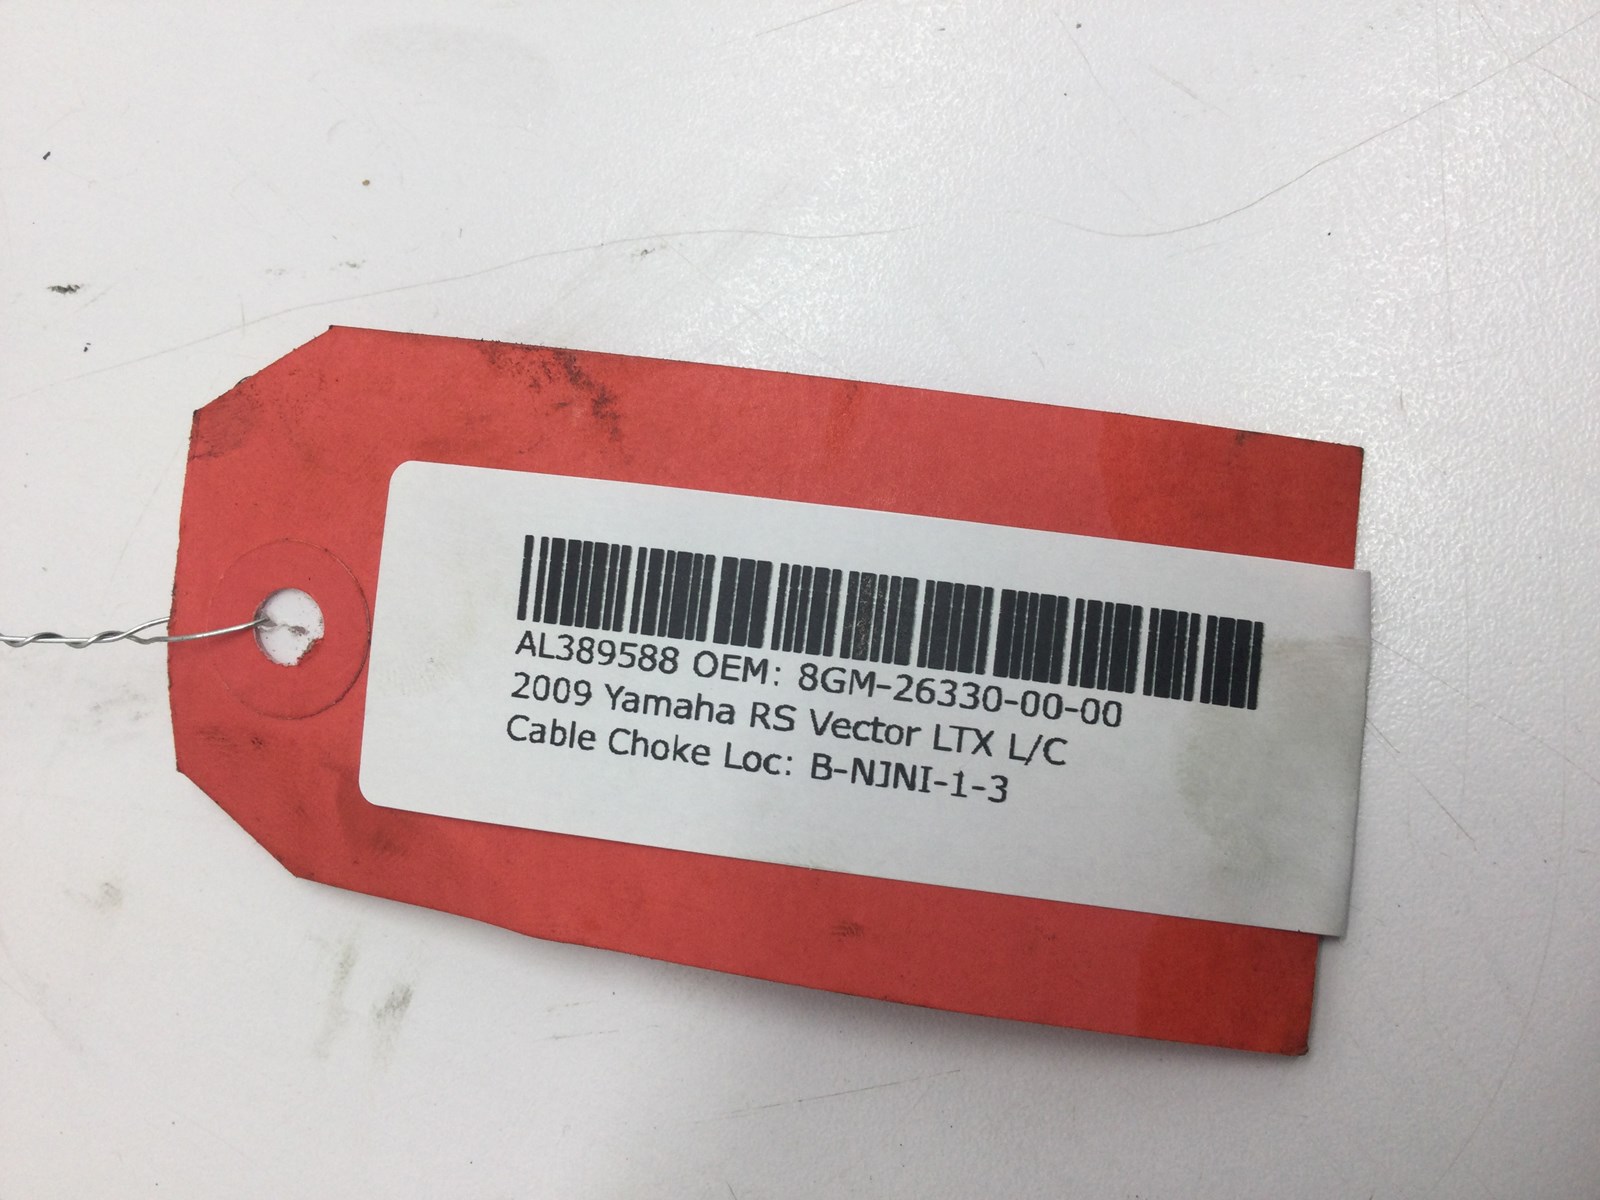 AL389588 OEM: 8GM-26330-00-00
2009 Yamaha RS Vector LTX L/C
Cable Choke Loc: B-NJNI-1-3